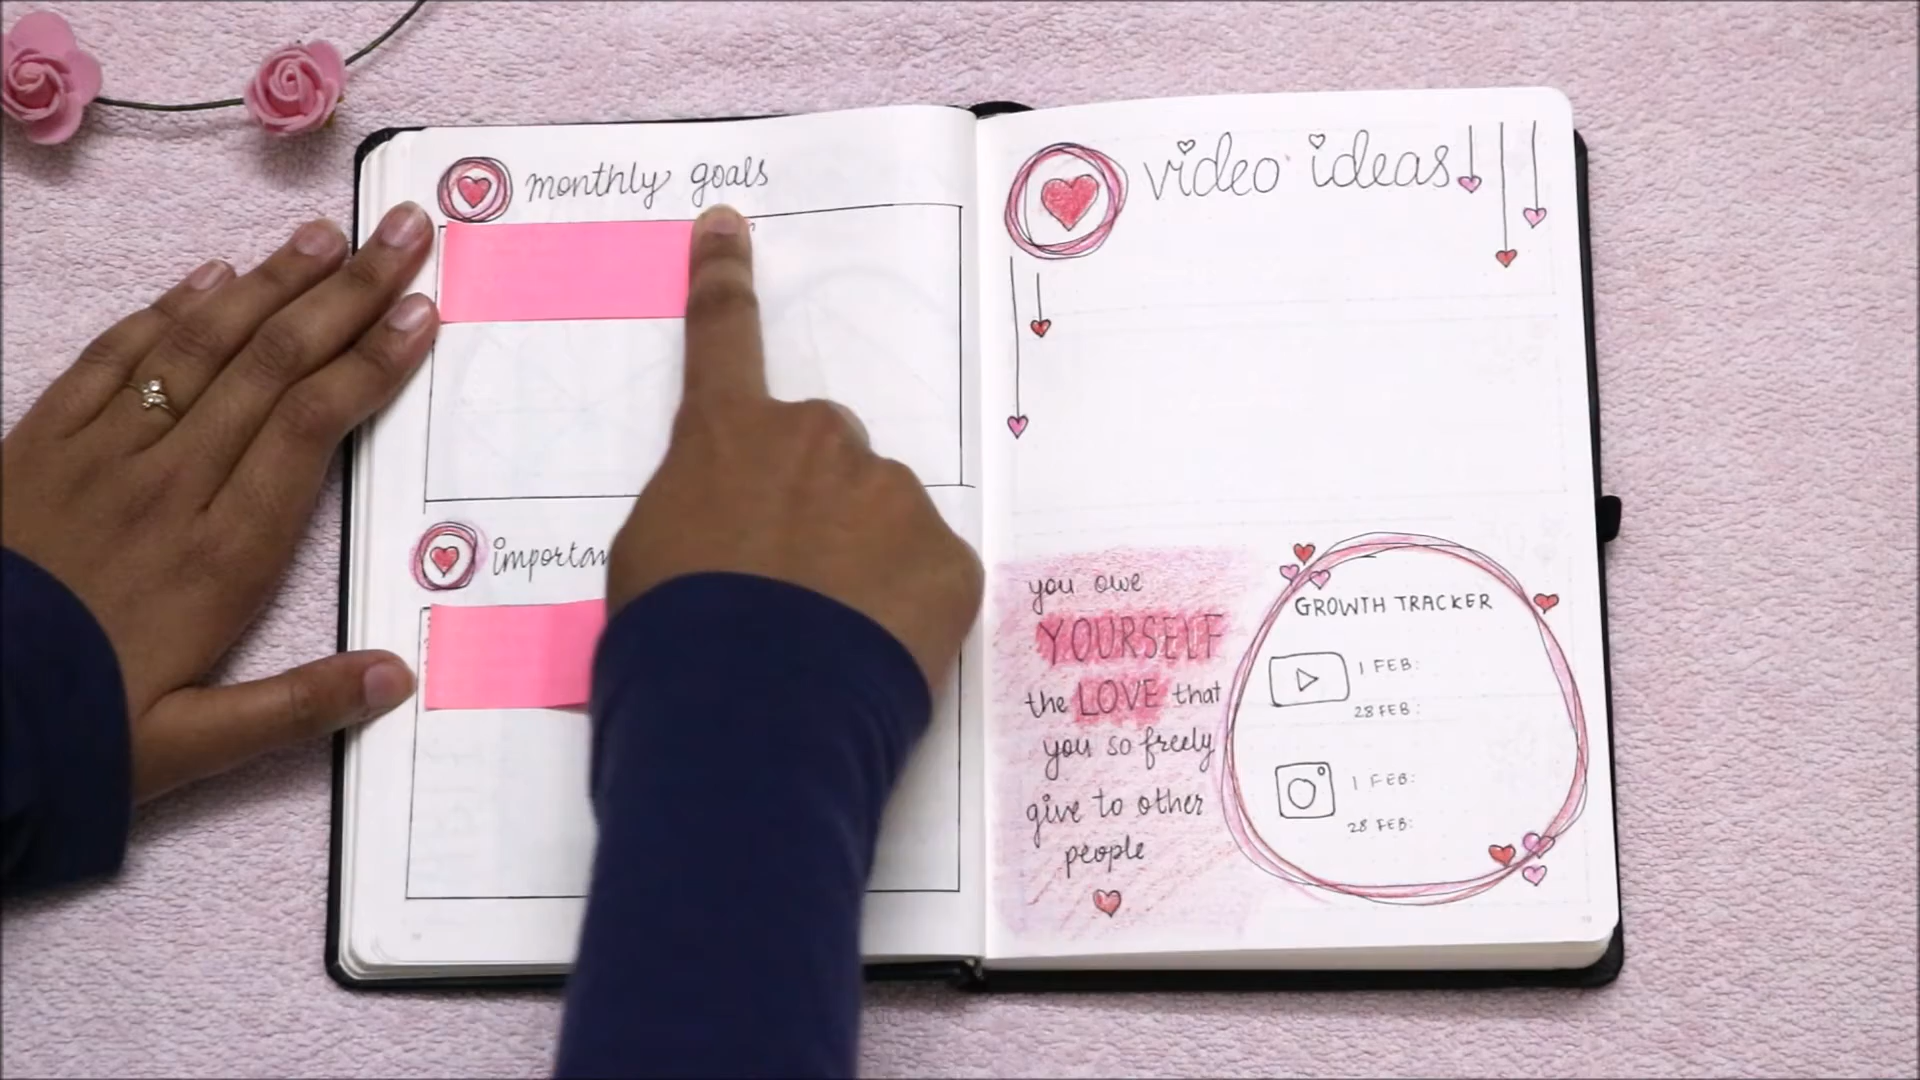 monthly goals
video ideas
you owe
YOURSELF
the LOVE that
you so freely
give to other
people
GROWTH TRACKER
1 FEB:
28 FEB:
1 FEB:
28 FEB: